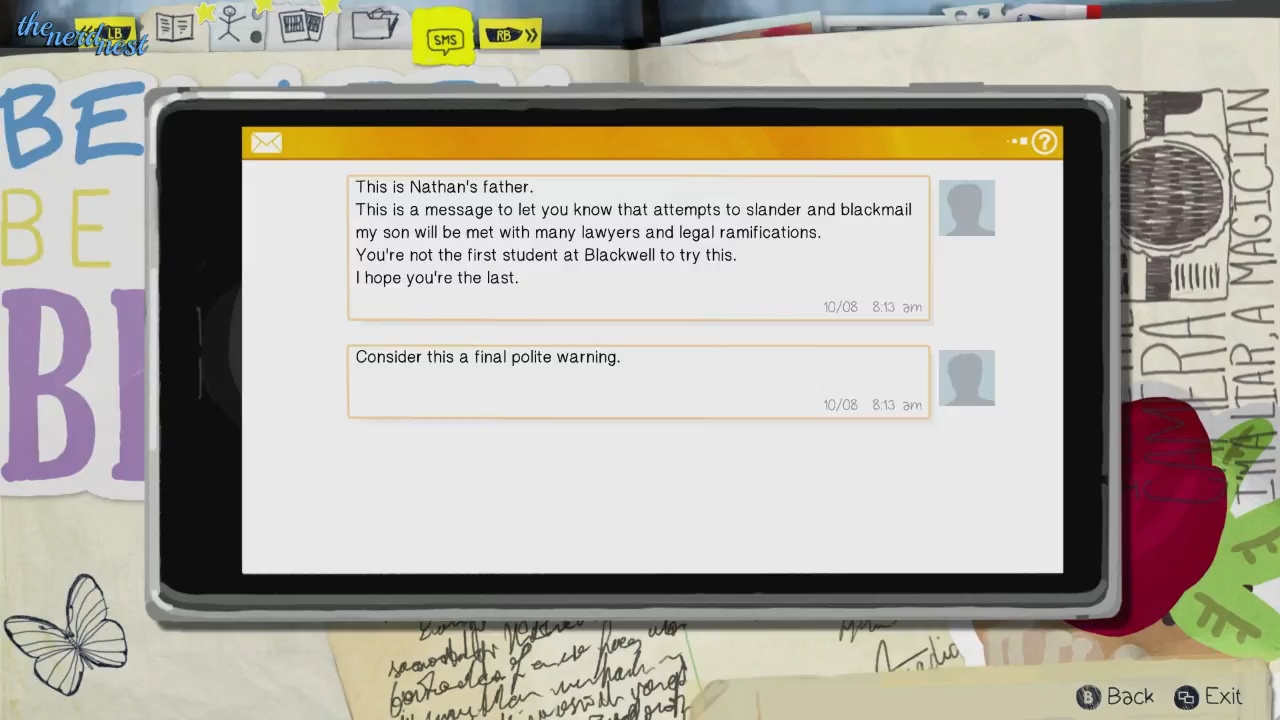 the
nerd
nest
LB
SMS
RB
BE
BE
This is Nathan's father.
This is a message to let you know that attempts to slander and blackmail
my son will be met with many lawyers and legal ramifications.
You're not the first student at Blackwell to try this.
I hope you're the last.
10/08 8:13 am
Consider this a final polite warning.
10/08 8:13 am
CAMERA
LIAR, A MAGICIAN
B Back Exit